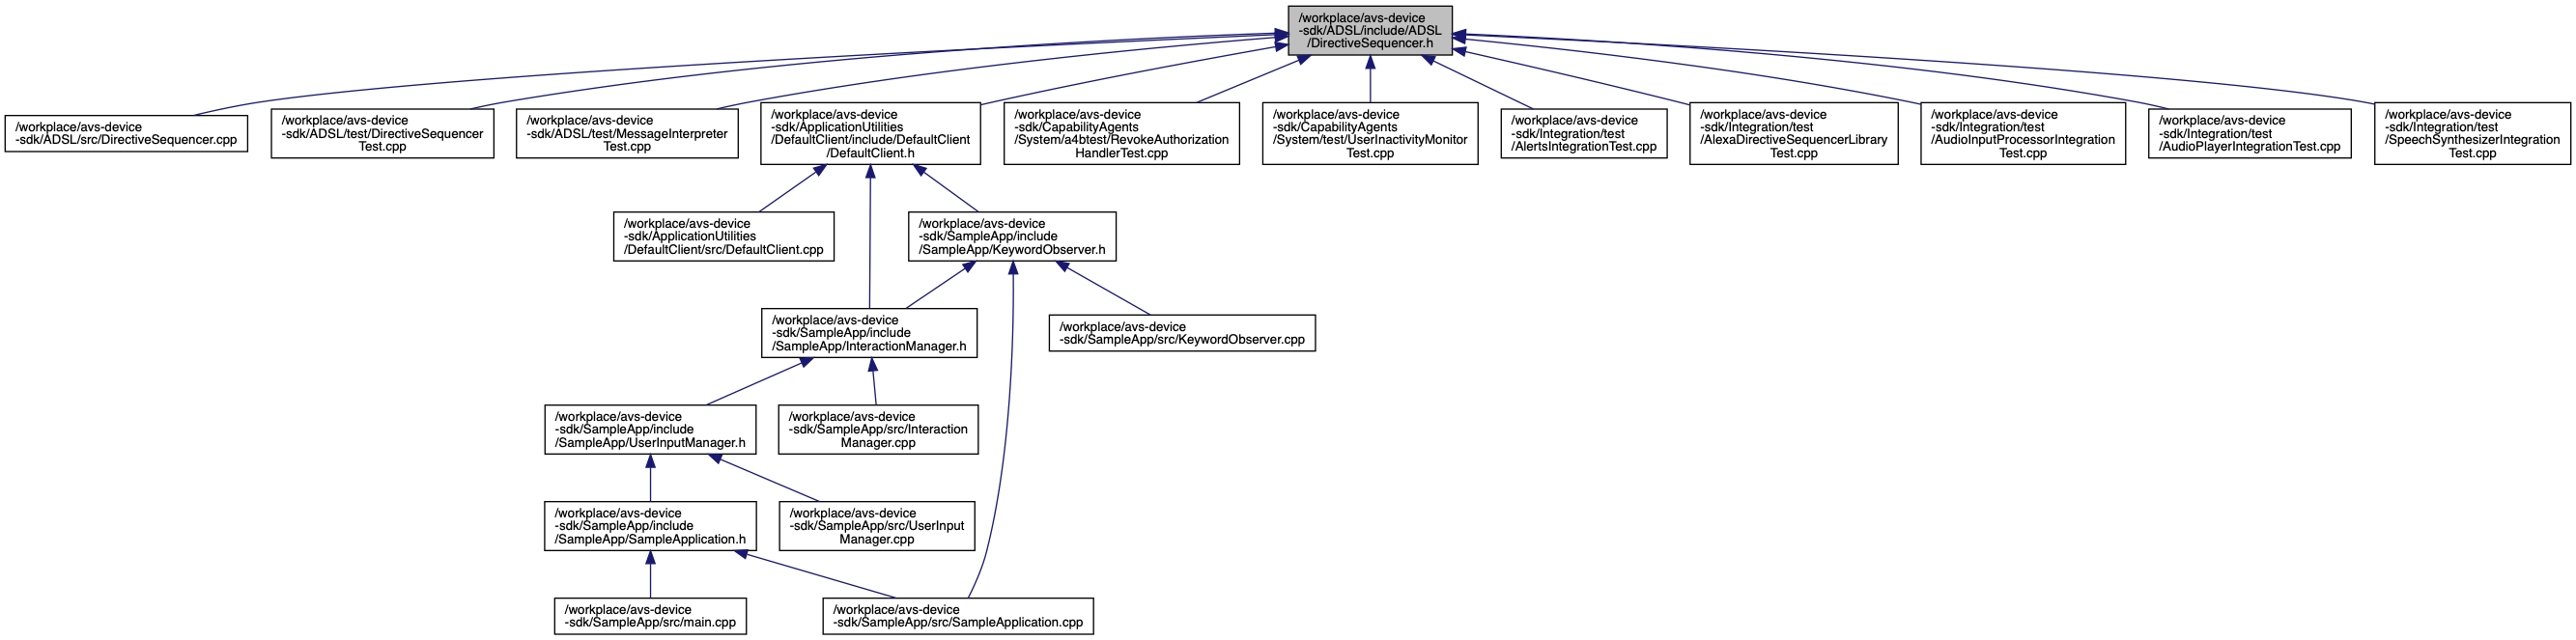 /workplace/avs-device
-sdk/ADSL/include/ADSL
/DirectiveSequencer.h
/workplace/avs-device
-sdk/ADSL/src/DirectiveSequencer.cpp
/workplace/avs-device
-sdk/ADSL/test/DirectiveSequencer
Test.cpp
/workplace/avs-device
-sdk/ADSL/test/MessageInterpreter
Test.cpp
/workplace/avs-device
-sdk/ApplicationUtilities
/DefaultClient/include/DefaultClient
/DefaultClient.h
/workplace/avs-device
-sdk/CapabilityAgents
/System/a4btest/RevokeAuthorization
HandlerTest.cpp
/workplace/avs-device
-sdk/CapabilityAgents
/System/test/UserInactivityMonitor
Test.cpp
/workplace/avs-device
-sdk/Integration/test
/AlertsIntegrationTest.cpp
/workplace/avs-device
-sdk/Integration/test
/AlexaDirectiveSequencerLibrary
Test.cpp
/workplace/avs-device
-sdk/Integration/test
/AudioInputProcessorIntegration
Test.cpp
/workplace/avs-device
-sdk/Integration/test
/AudioPlayerIntegrationTest.cpp
/workplace/avs-device
-sdk/Integration/test
/SpeechSynthesizerIntegration
Test.cpp
/workplace/avs-device
-sdk/ApplicationUtilities
/DefaultClient/src/DefaultClient.cpp
/workplace/avs-device
-sdk/SampleApp/include
/SampleApp/KeywordObserver.h
/workplace/avs-device
-sdk/SampleApp/include
/SampleApp/InteractionManager.h
/workplace/avs-device
-sdk/SampleApp/src/KeywordObserver.cpp
/workplace/avs-device
-sdk/SampleApp/include
/SampleApp/UserInputManager.h
/workplace/avs-device
-sdk/SampleApp/src/Interaction
Manager.cpp
/workplace/avs-device
-sdk/SampleApp/include
/SampleApp/SampleApplication.h
/workplace/avs-device
-sdk/SampleApp/src/UserInput
Manager.cpp
/workplace/avs-device
-sdk/SampleApp/src/main.cpp
/workplace/avs-device
-sdk/SampleApp/src/SampleApplication.cpp